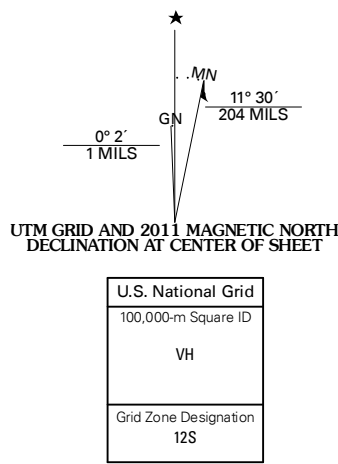 ★
MN
GN
11° 30´
204 MILS
0° 2´
1 MILS
UTM GRID AND 2011 MAGNETIC NORTH
DECLINATION AT CENTER OF SHEET
U.S. National Grid
100,000-m Square ID
VH
Grid Zone Designation
12S